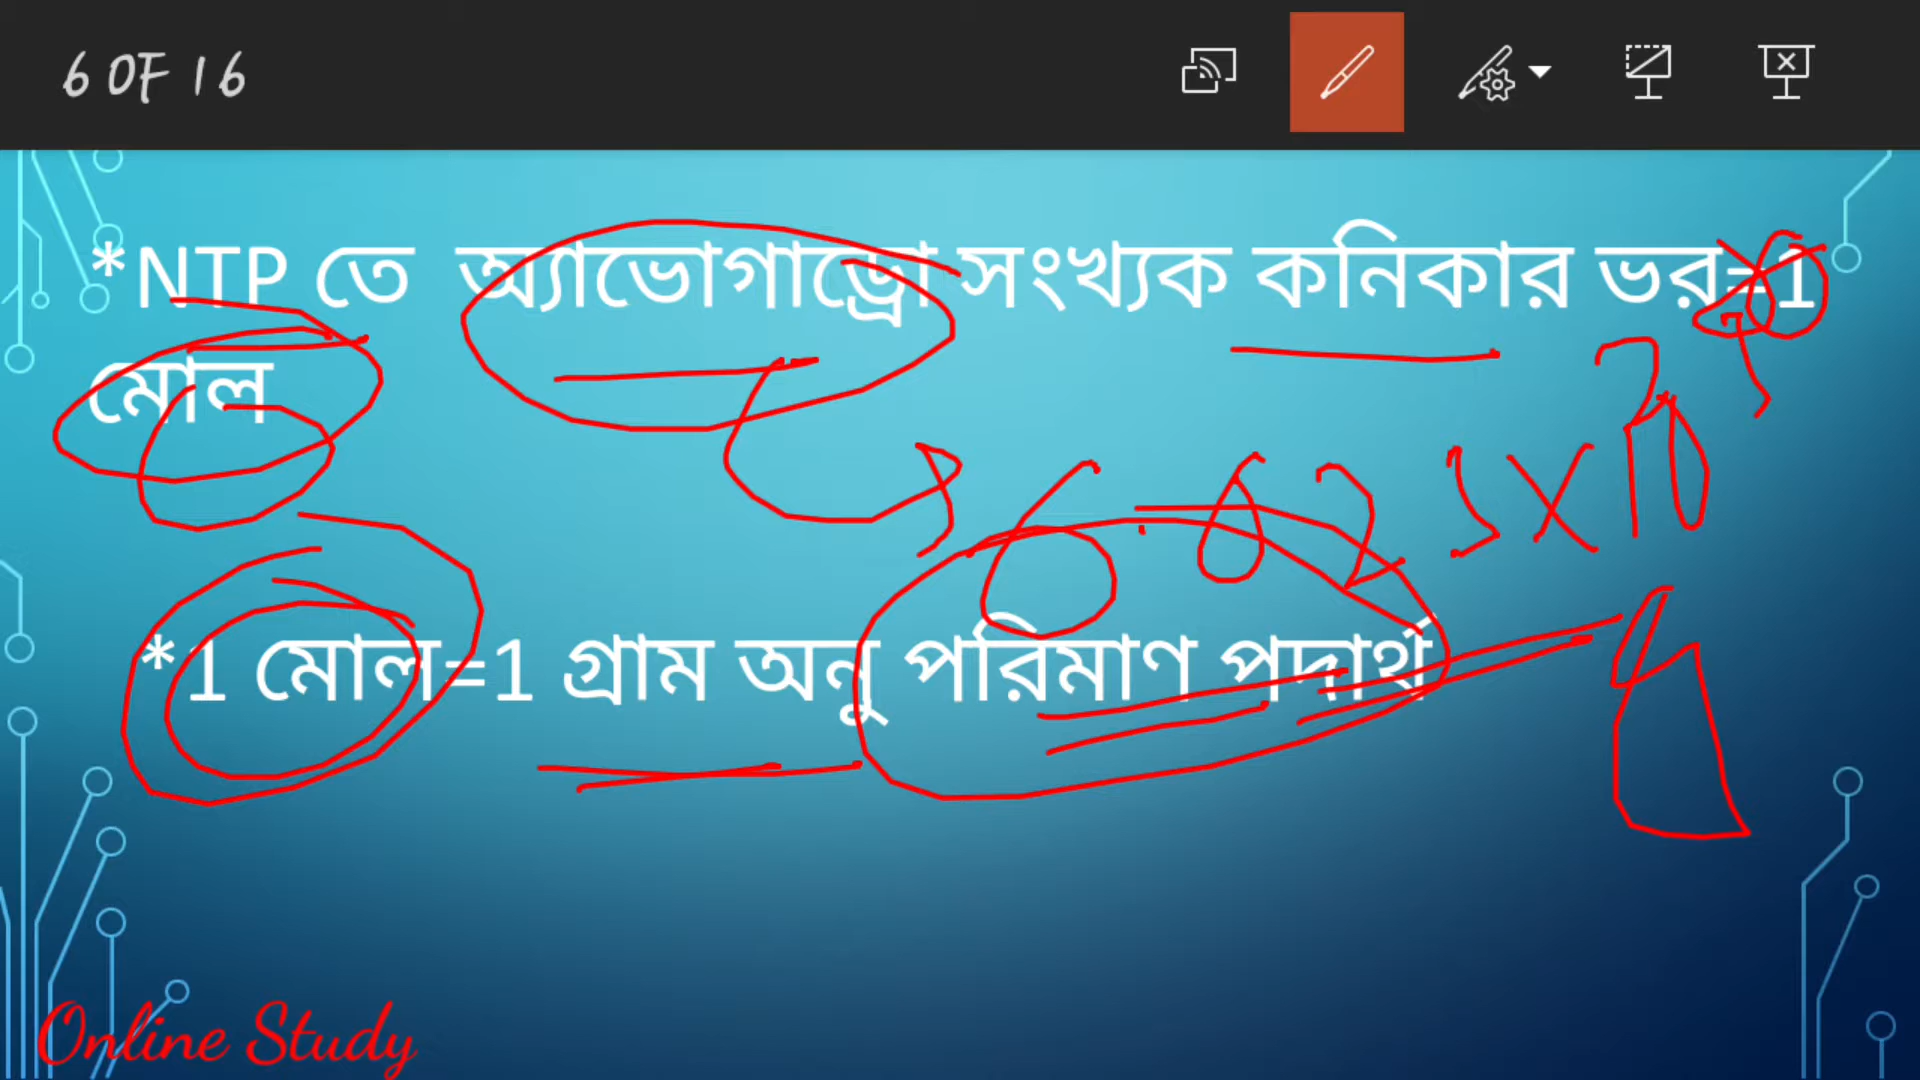 6 OF 16
*NTP তে অ্যাভোগাড্রো সংখ্যক কনিকার ভর=1
মোল
6.023×10
*1 মোল=1 গ্রাম অনু পরিমাণ পদার্থ
Online Study